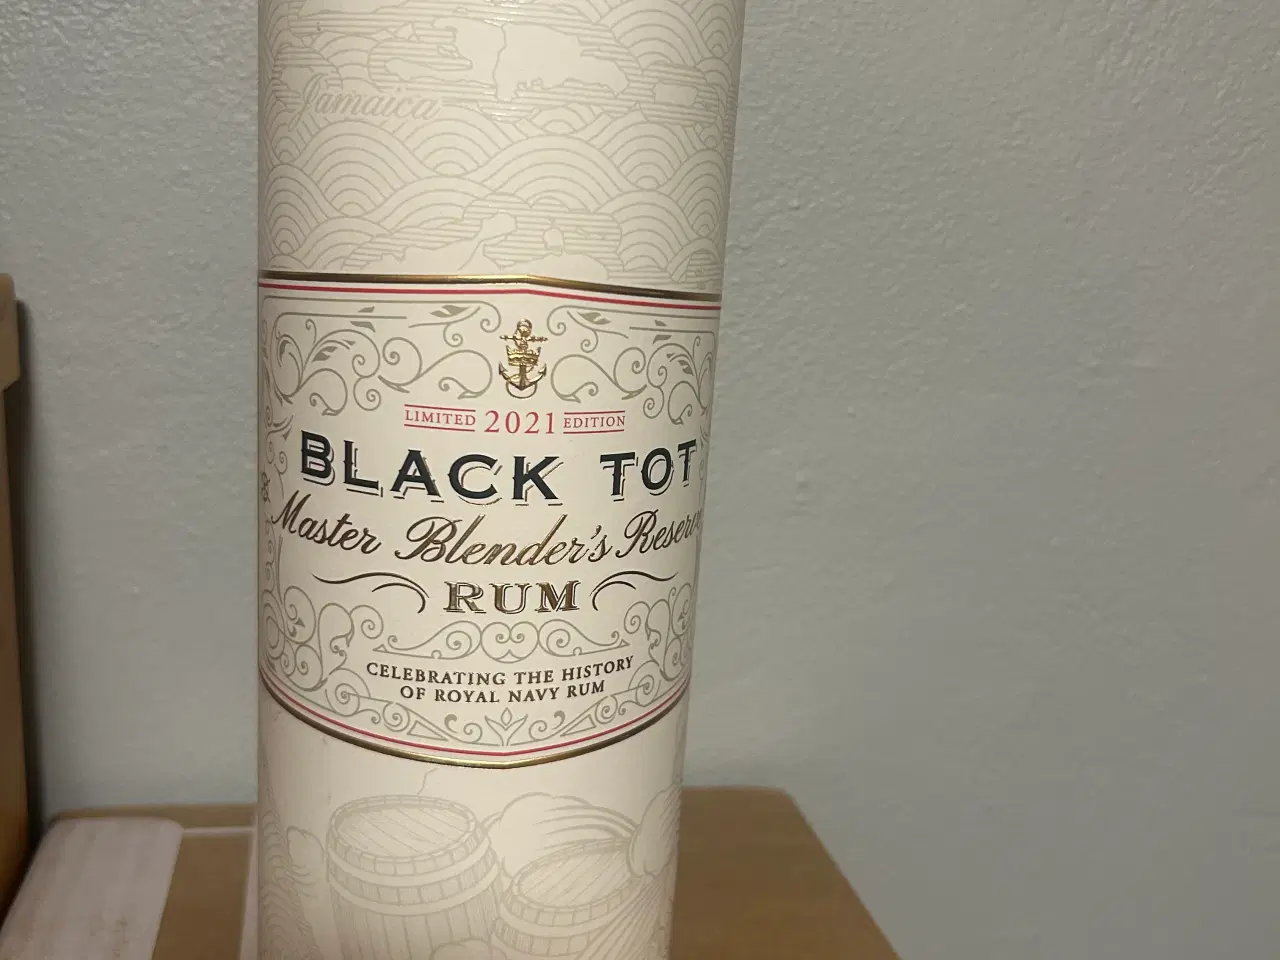 Jamaica
LIMITED 2021 EDITION
BLACK TOT
Master Blender's Reserve
RUM
CELEBRATING THE HISTORY
OF ROYAL NAVY RUM